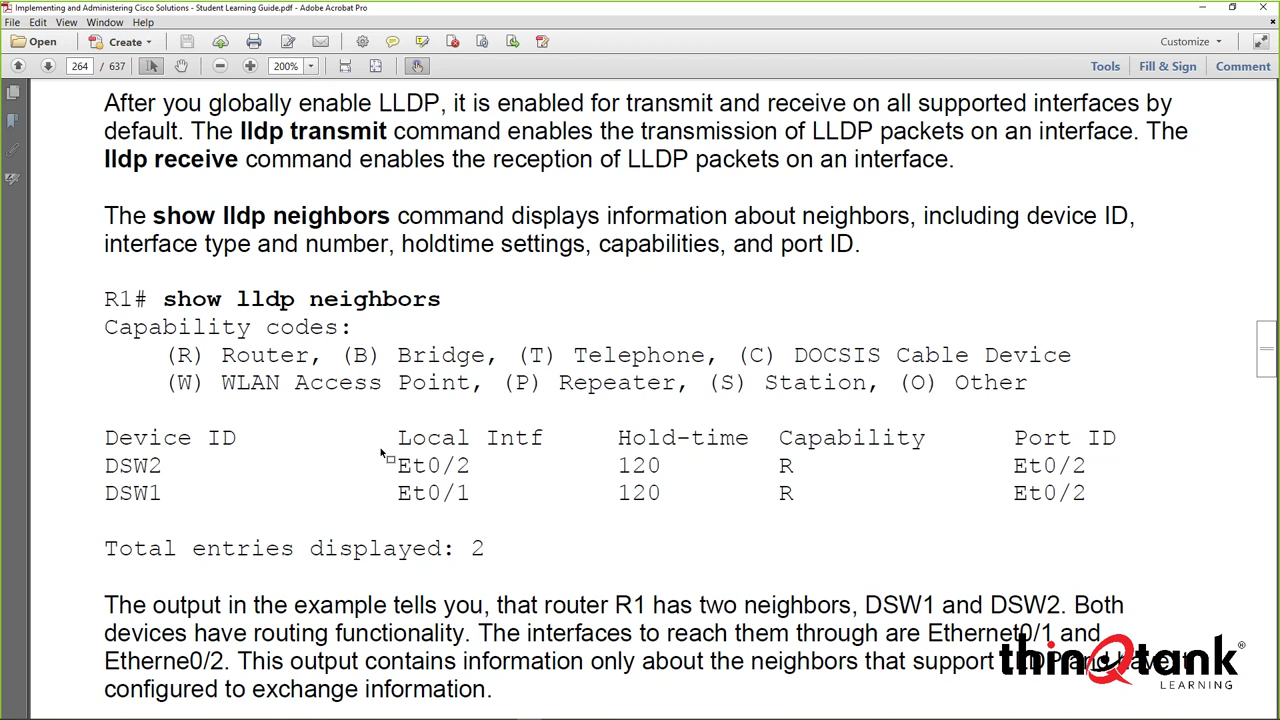 Implementing and Administering Cisco Solutions - Student Learning Guide.pdf - Adobe Acrobat Pro
File Edit View Window Help
Open Create Customize
264 / 637 200% Tools Fill & Sign Comment
After you globally enable LLDP, it is enabled for transmit and receive on all supported interfaces by
default. The lldp transmit command enables the transmission of LLDP packets on an interface. The
lldp receive command enables the reception of LLDP packets on an interface.
The show lldp neighbors command displays information about neighbors, including device ID,
interface type and number, holdtime settings, capabilities, and port ID.
R1# show lldp neighbors
Capability codes:
(R) Router, (B) Bridge, (T) Telephone, (C) DOCSIS Cable Device
(W) WLAN Access Point, (P) Repeater, (S) Station, (O) Other
Device ID Local Intf Hold-time Capability Port ID
DSW2 Et0/2 120 R Et0/2
DSW1 Et0/1 120 R Et0/2
Total entries displayed: 2
The output in the example tells you, that router R1 has two neighbors, DSW1 and DSW2. Both
devices have routing functionality. The interfaces to reach them through are Ethernet0/1 and
Etherne0/2. This output contains information only about the neighbors that support
configured to exchange information.
thinQtank
LEARNING